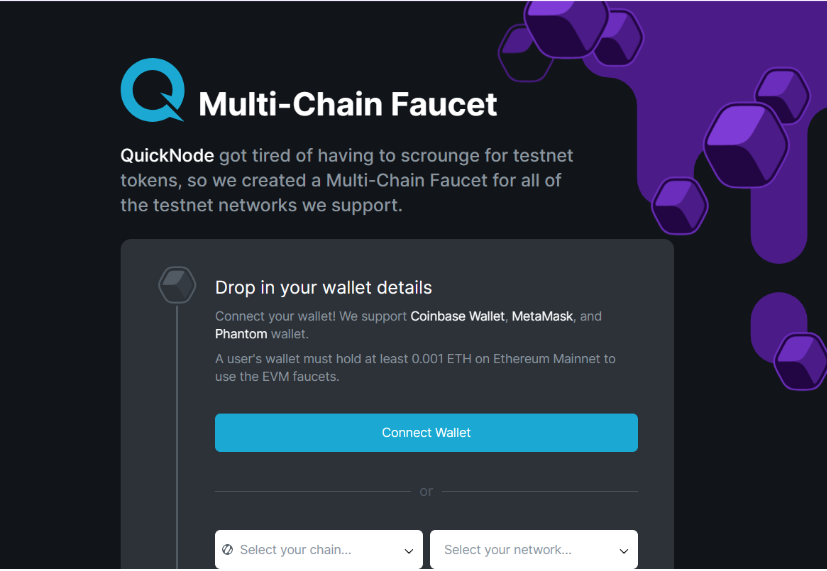 Multi-Chain Faucet
QuickNode got tired of having to scrounge for testnet
tokens, so we created a Multi-Chain Faucet for all of
the testnet networks we support.
Drop in your wallet details
Connect your wallet! We support Coinbase Wallet, MetaMask, and
Phantom wallet.
A user's wallet must hold at least 0.001 ETH on Ethereum Mainnet to
use the EVM faucets.
Connect Wallet
or
Select your chain...
Select your network...